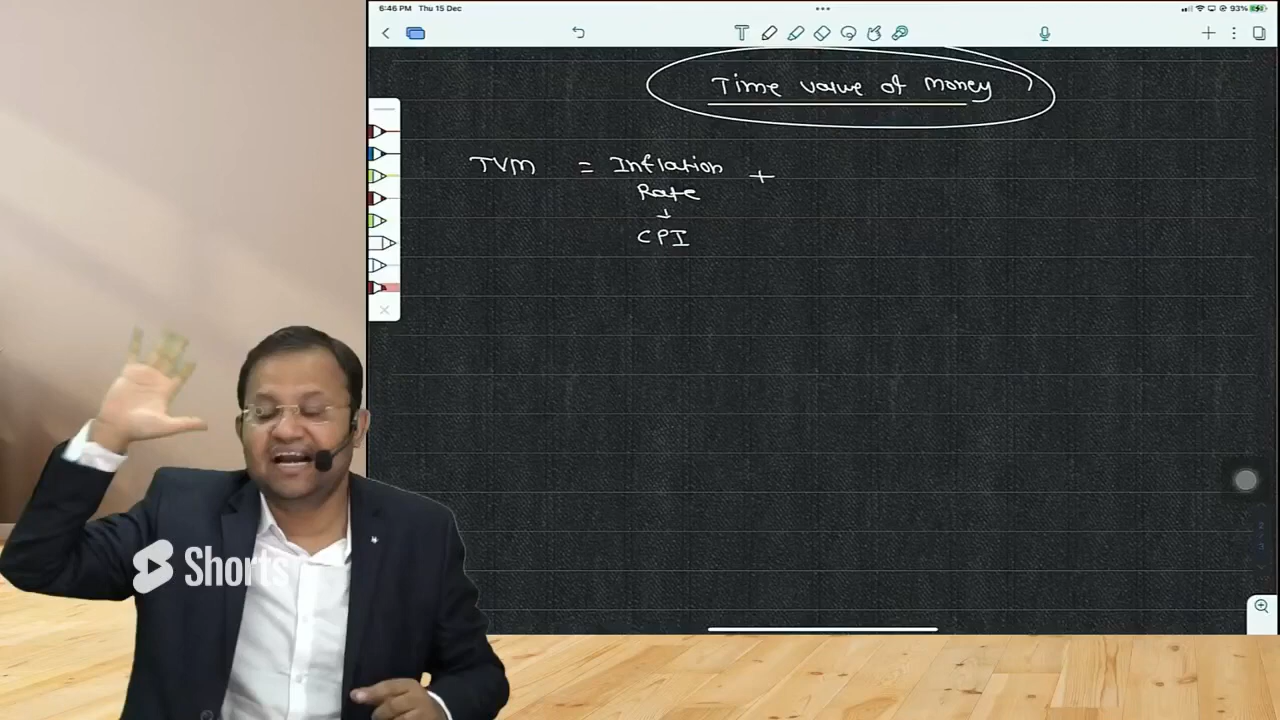 6:46 PM Thu 15 Dec
93%
Time value of money
TVM = Inflation +
Rate
CPI
Shorts